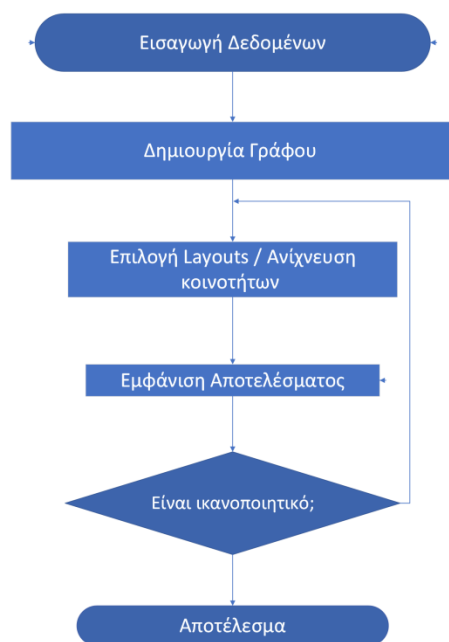 Εισαγωγή Δεδομένων
Δημιουργία Γράφου
Επιλογή Layouts / Ανίχνευση
κοινοτήτων
Εμφάνιση Αποτελέσματος
Είναι ικανοποιητικό;
Αποτέλεσμα